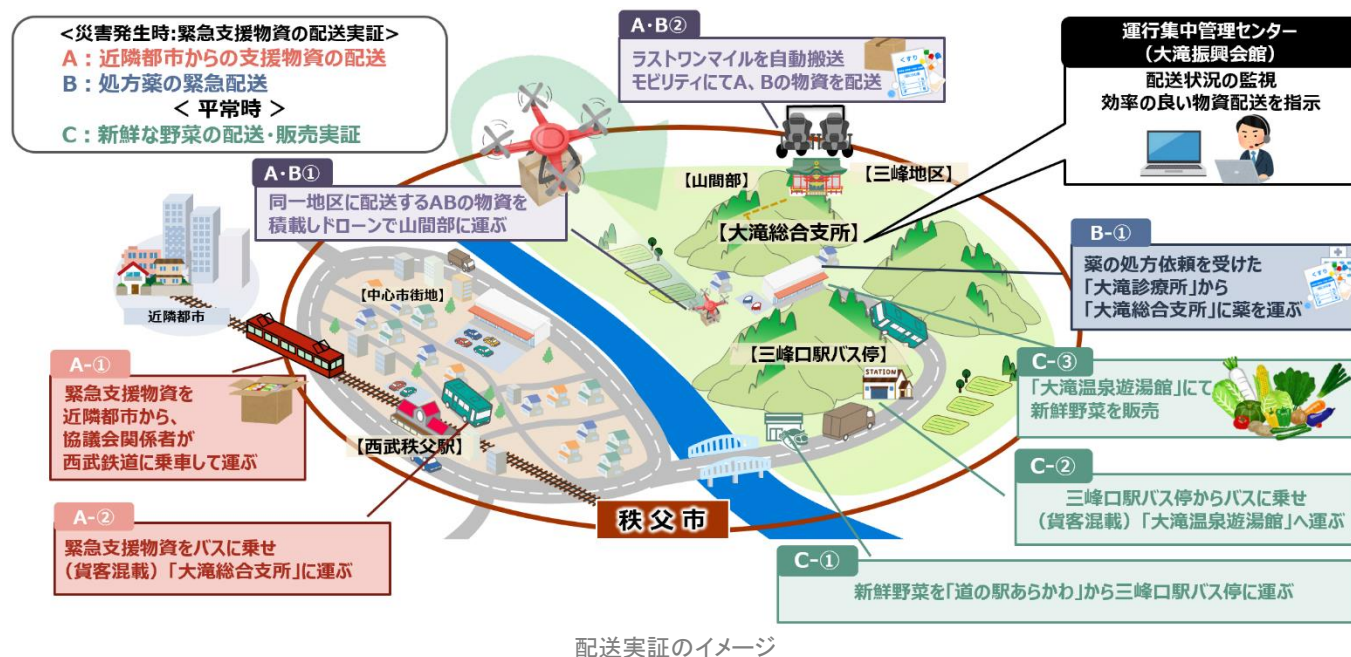 <災害発生時:緊急支援物資の配送実証>
A:近隣都市からの支援物資の配送
B:処方薬の緊急配送
< 平常時 >
C:新鮮な野菜の配送・販売実証
A・B②
ラストワンマイルを自動搬送
モビリティにてA、Bの物資を配送
くすり
運行集中管理センター
(大滝振興会館)
配送状況の監視
効率の良い物資配送を指示
A・B①
同一地区に配送するABの物資を
積載しドローンで山間部に運ぶ
【山間部】
【三峰地区】
【大滝総合支所】
B-①
薬の処方依頼を受けた
「大滝診療所」から
「大滝総合支所」に薬を運ぶ
くすり
近隣都市
【中心市街地】
【三峰口駅バス停】
STATION
C-③
「大滝温泉遊湯館」にて
新鮮野菜を販売
A-①
緊急支援物資を
近隣都市から、
協議会関係者が
西武鉄道に乗車して運ぶ
【西武秩父駅】
C-②
三峰口駅バス停からバスに乗せ
(貨客混載)「大滝温泉遊湯館」へ運ぶ
A-②
緊急支援物資をバスに乗せ
(貨客混載)「大滝総合支所」に運ぶ
秩父市
C-①
新鮮野菜を「道の駅あらかわ」から三峰口駅バス停に運ぶ
配送実証のイメージ